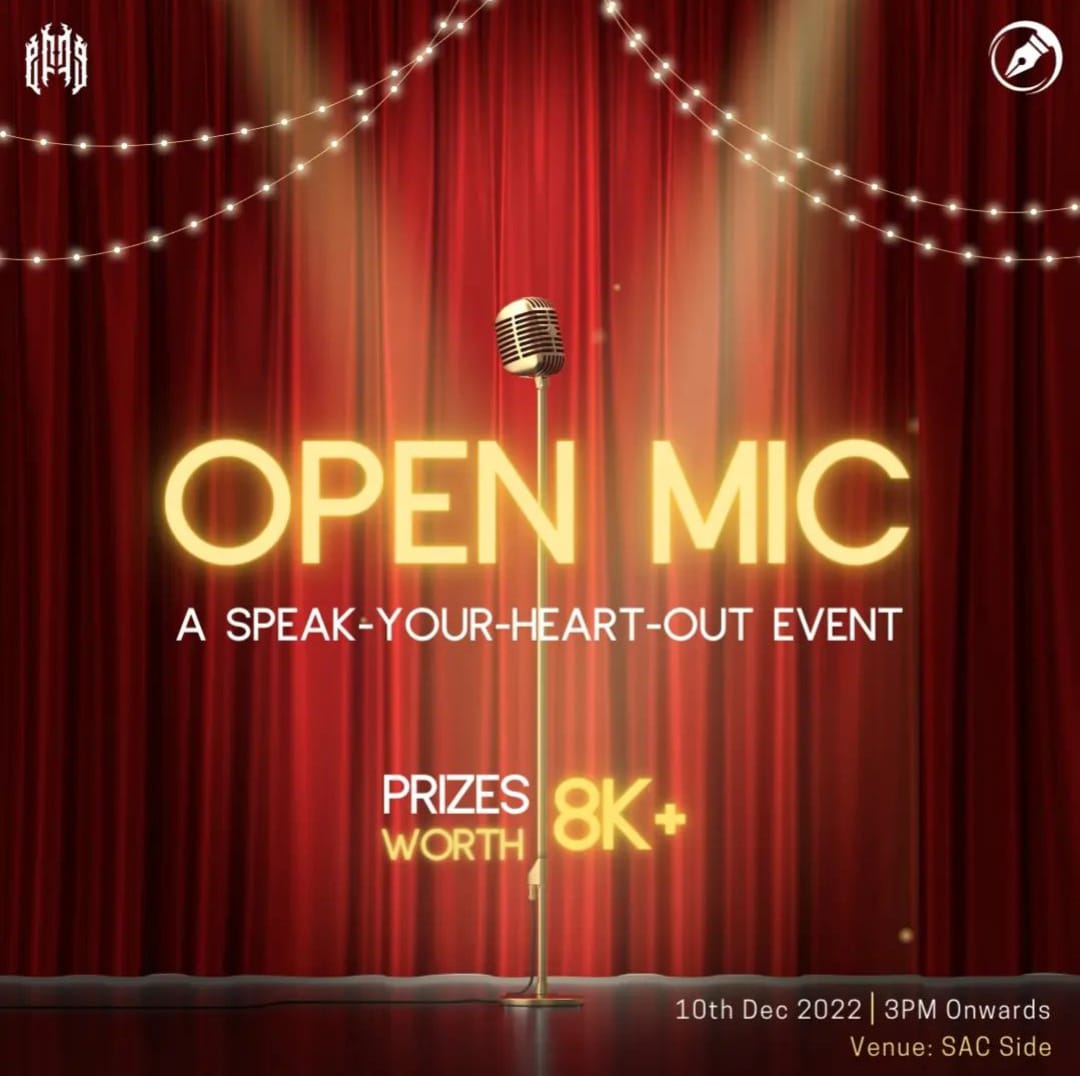 OPEN MIC
A SPEAK-YOUR-HEART-OUT EVENT
PRIZES
WORTH
8K+
10th Dec 2022 | 3PM Onwards
Venue: SAC Side